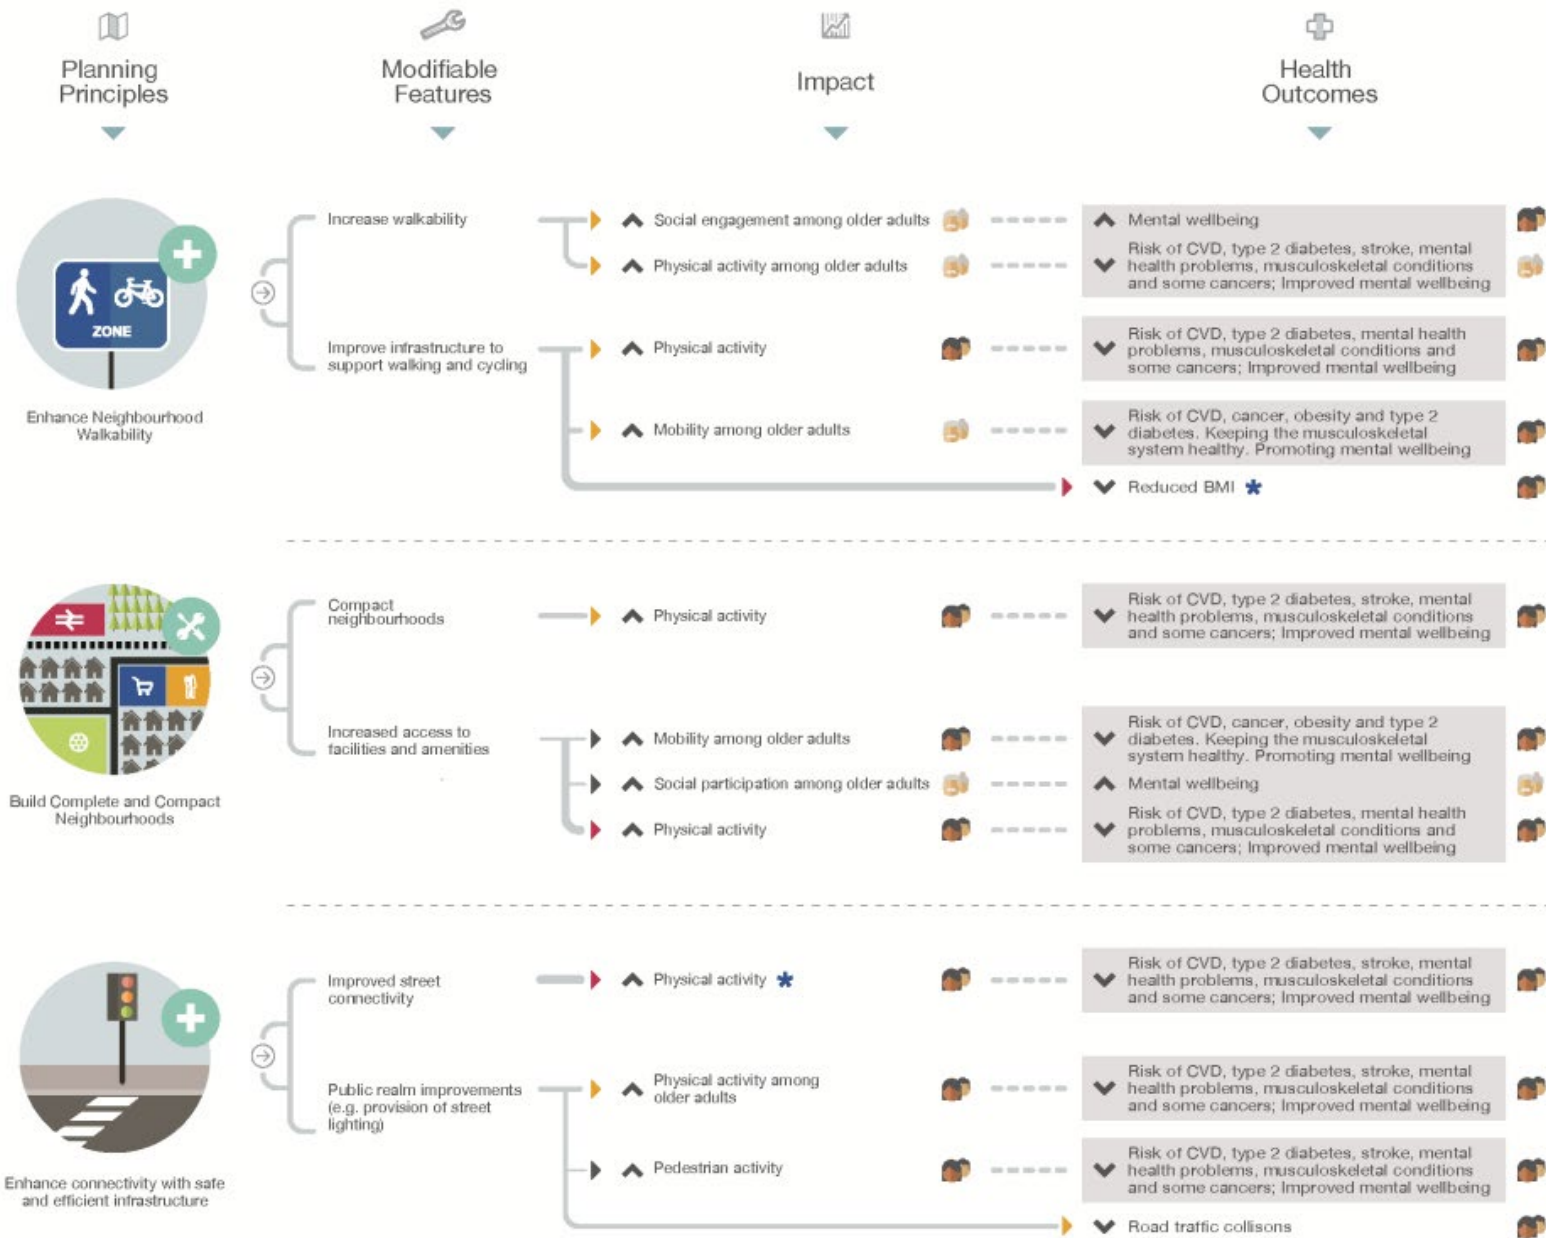 Planning
Principles
Modifiable
Features
Impact
Health
Outcomes
ZONE
Enhance Neighbourhood
Walkability
Increase walkability
Social engagement among older adults
Mental wellbeing
Physical activity among older adults
Risk of CVD, type 2 diabetes, stroke, mental
health problems, musculoskeletal conditions
and some cancers; Improved mental wellbeing
Improve infrastructure to
support walking and cycling
Physical activity
Risk of CVD, type 2 diabetes, mental health
problems, musculoskeletal conditions and
some cancers; Improved mental wellbeing
Mobility among older adults
Risk of CVD, cancer, obesity and type 2
diabetes. Keeping the musculoskeletal
system healthy. Promoting mental wellbeing
Reduced BMI *
Build Complete and Compact
Neighbourhoods
Compact
neighbourhoods
Physical activity
Risk of CVD, type 2 diabetes, stroke, mental
health problems, musculoskeletal conditions
and some cancers; Improved mental wellbeing
Increased access to
facilities and amenities
Mobility among older adults
Risk of CVD, cancer, obesity and type 2
diabetes. Keeping the musculoskeletal
system healthy. Promoting mental wellbeing
Social participation among older adults
Mental wellbeing
Physical activity
Risk of CVD, type 2 diabetes, mental health
problems, musculoskeletal conditions and
some cancers; Improved mental wellbeing
Enhance connectivity with safe
and efficient infrastructure
Improved street
connectivity
Physical activity *
Risk of CVD, type 2 diabetes, stroke, mental
health problems, musculoskeletal conditions
and some cancers; Improved mental wellbeing
Public realm improvements
(e.g. provision of street
lighting)
Physical activity among
older adults
Risk of CVD, type 2 diabetes, stroke, mental
health problems, musculoskeletal conditions
and some cancers; Improved mental wellbeing
Pedestrian activity
Risk of CVD, type 2 diabetes, stroke, mental
health problems, musculoskeletal conditions
and some cancers; Improved mental wellbeing
Road traffic collisons